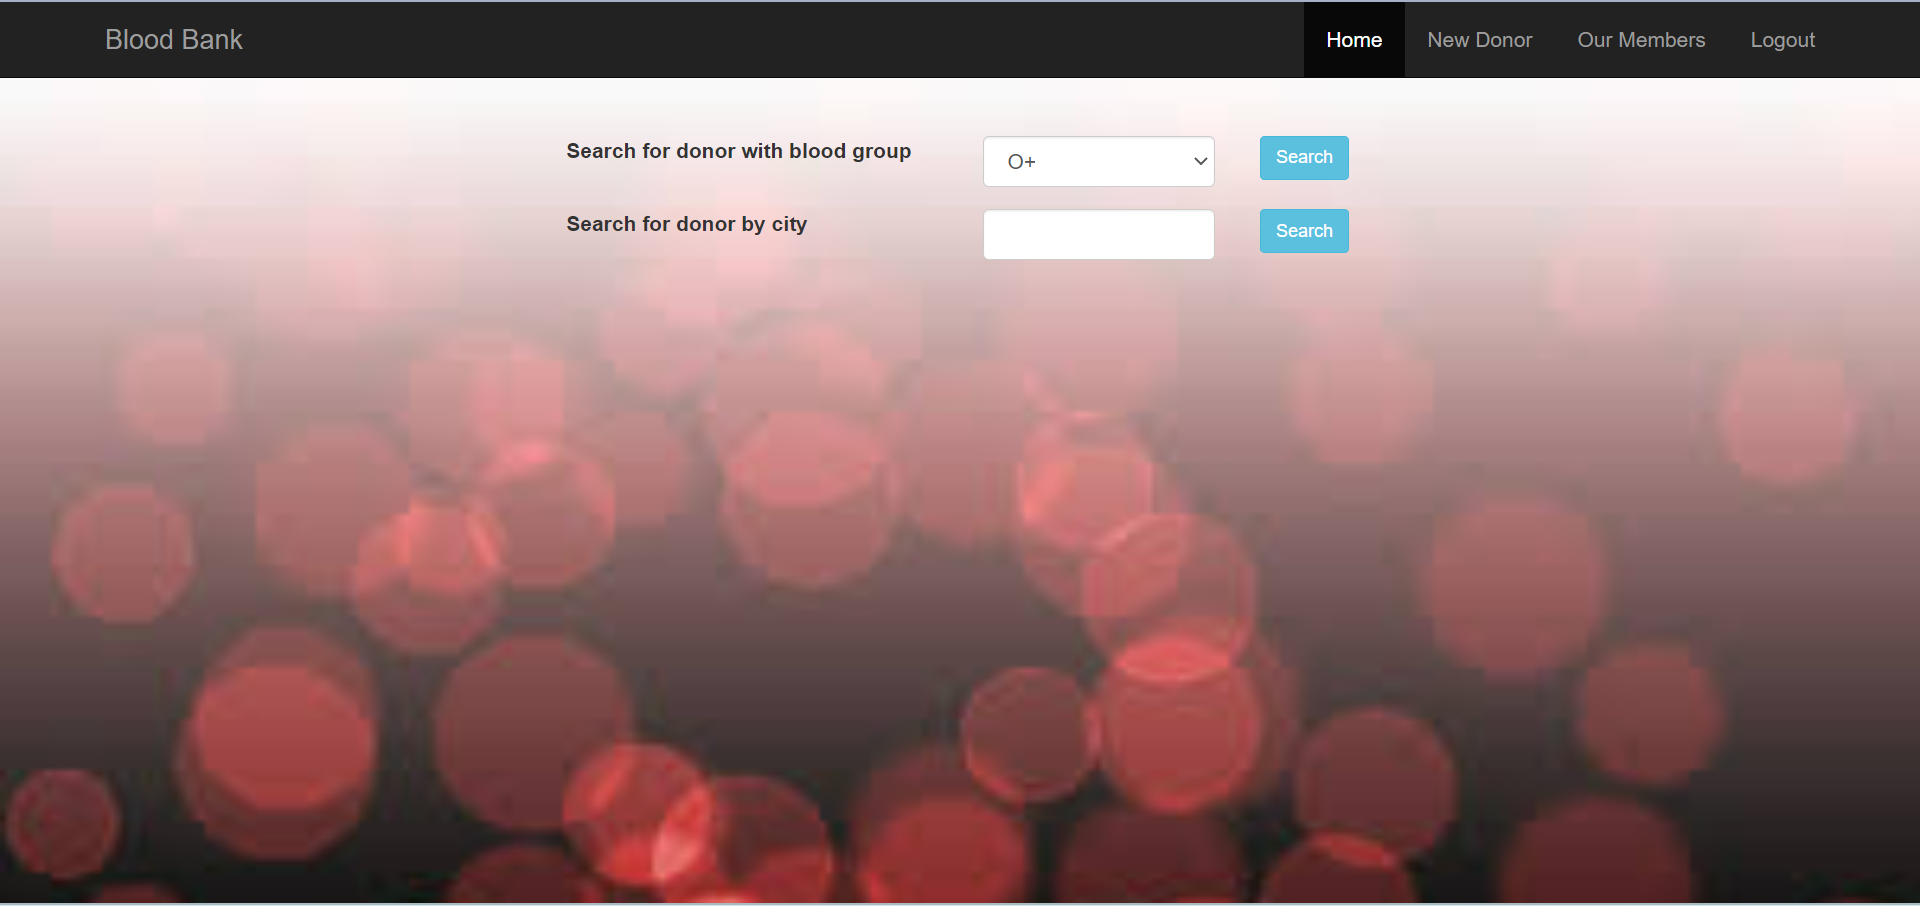 Blood Bank Home New Donor Our Members Logout
Search for donor with blood group O+ Search
Search for donor by city Search